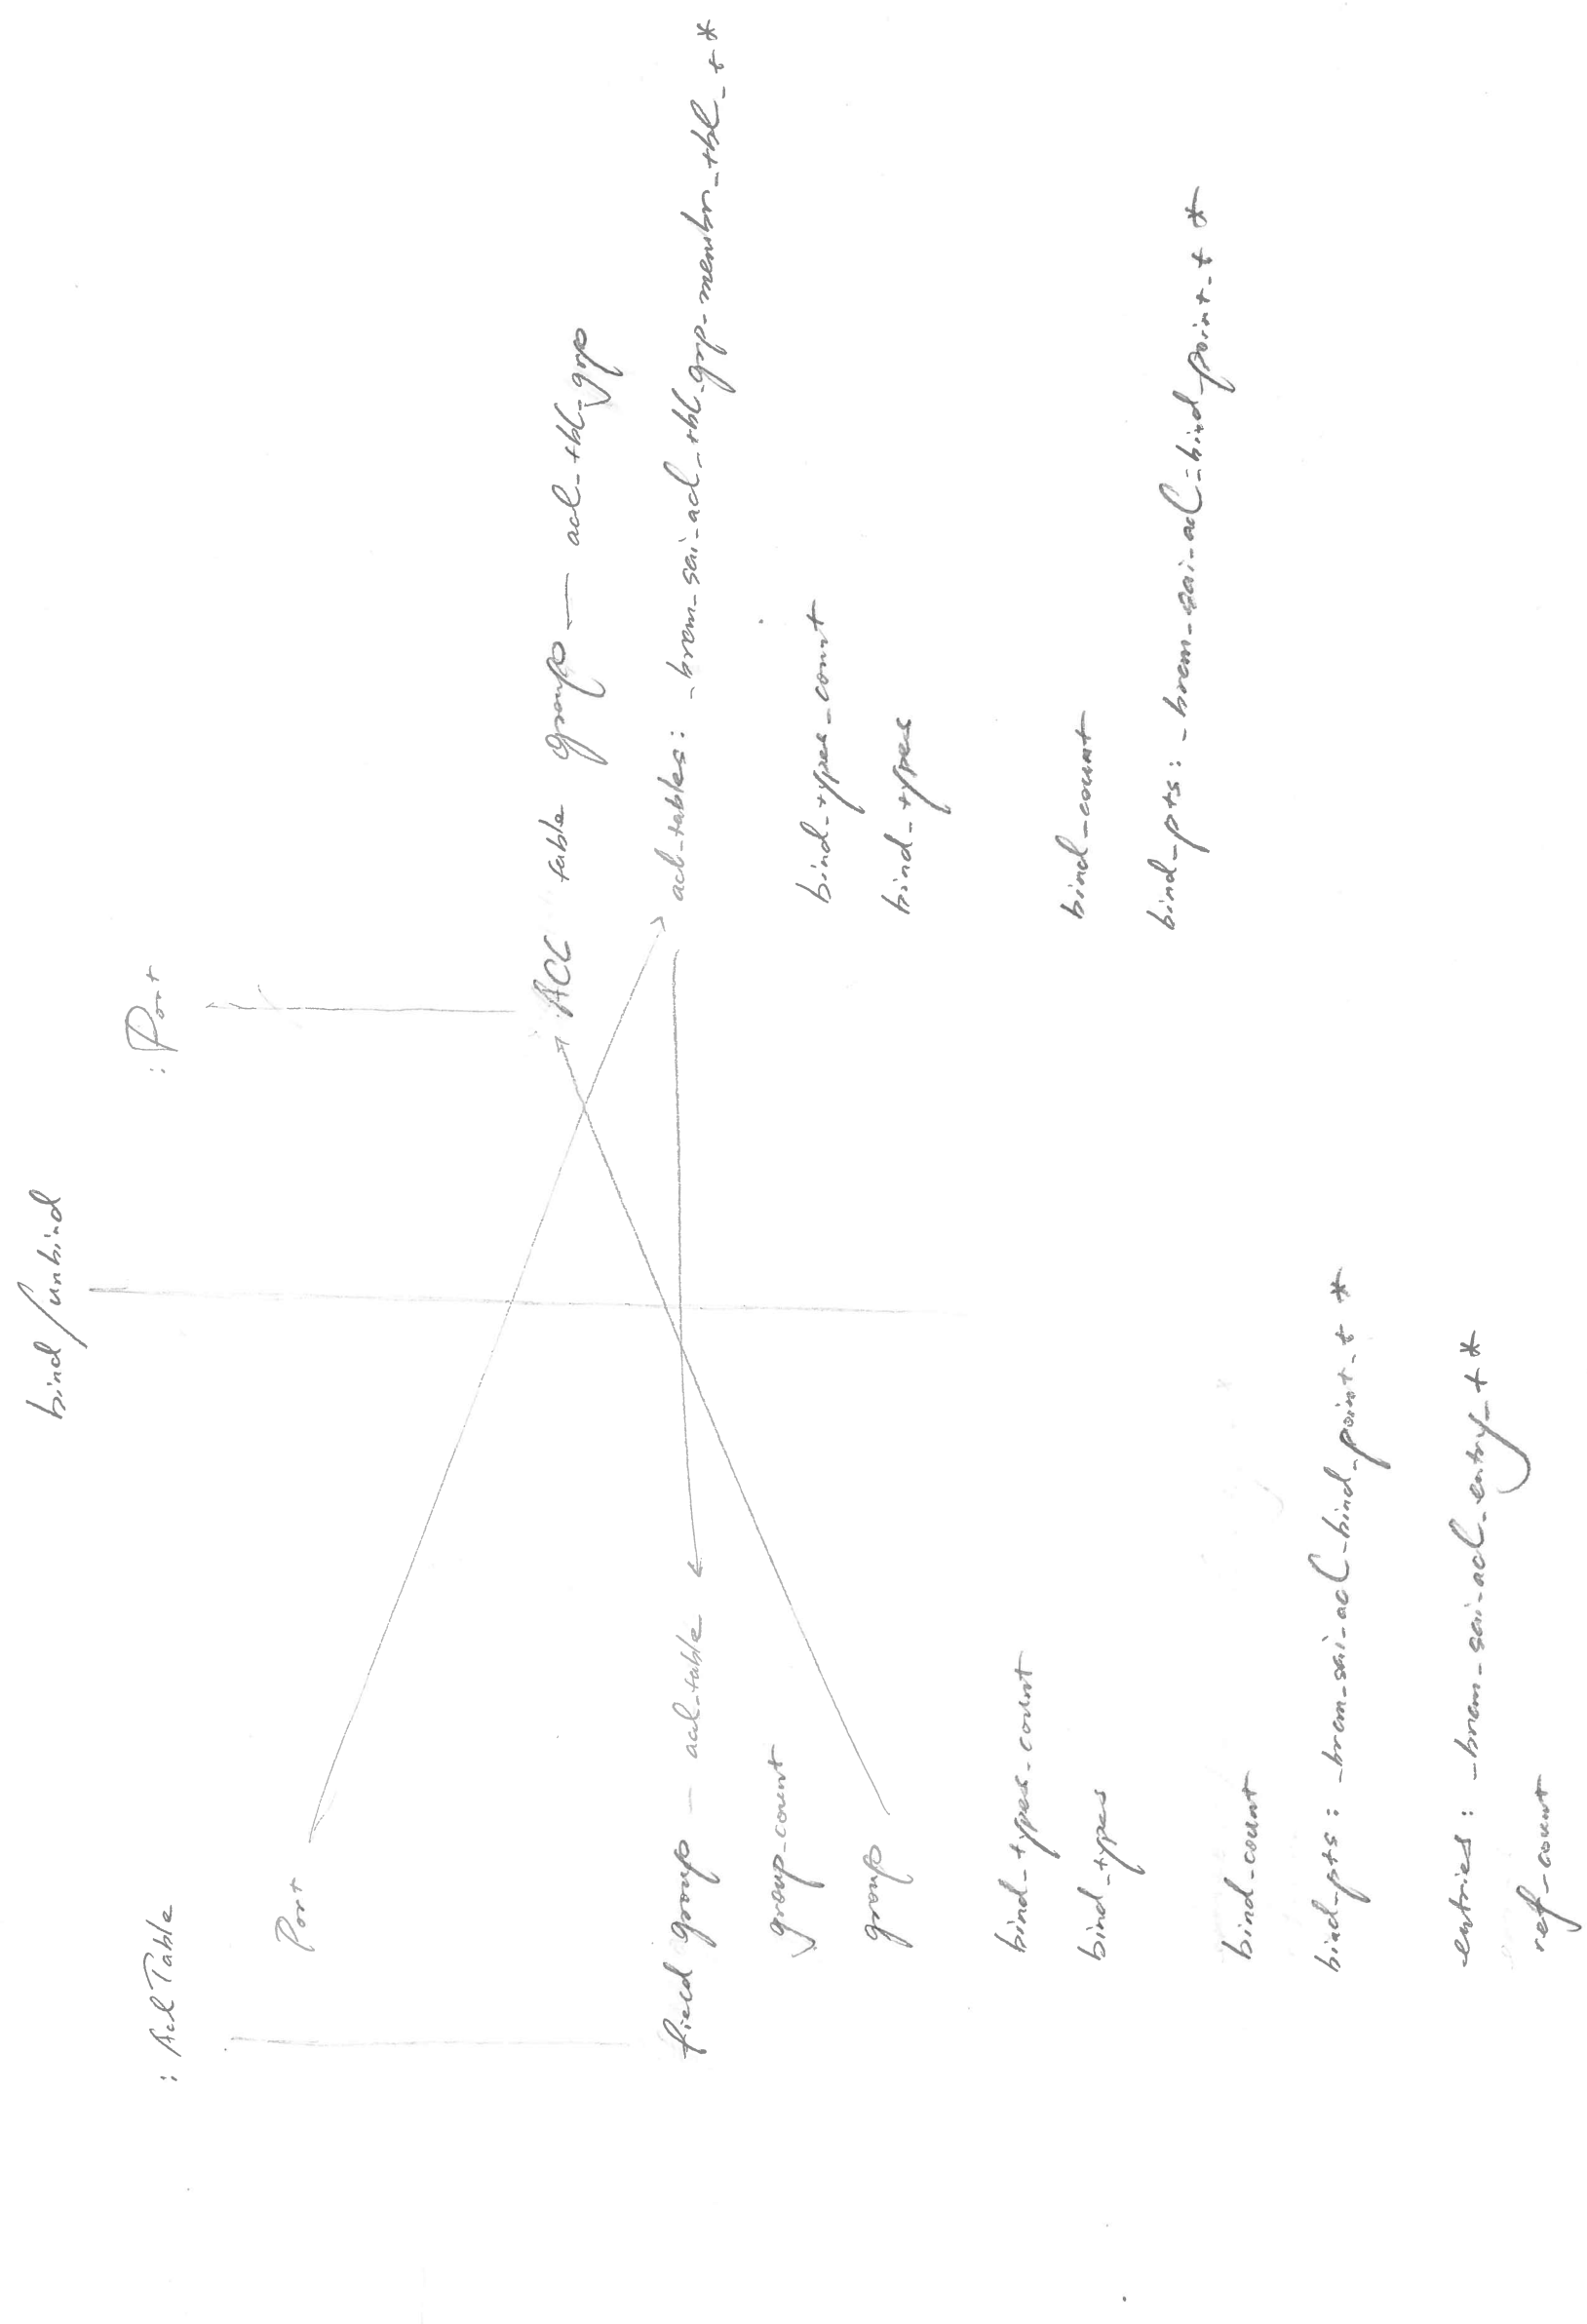 bind/unbind
: Acl Table
: Port
Port
ACL table group — acl_tbl_grp
field group — acl_table
acl_tables: _brcm_sai_acl_tbl_grp_membr_tbl_t *
group_count
group
bind_types_count
bind_types
bind_count
bind_pts: _brcm_sai_acl_bind_point_t *
bind_types_count
bind_types
bind_count
bind_pts: _brcm_sai_acl_bind_point_t *
entries: _brcm_sai_acl_entry_t *
ref_count